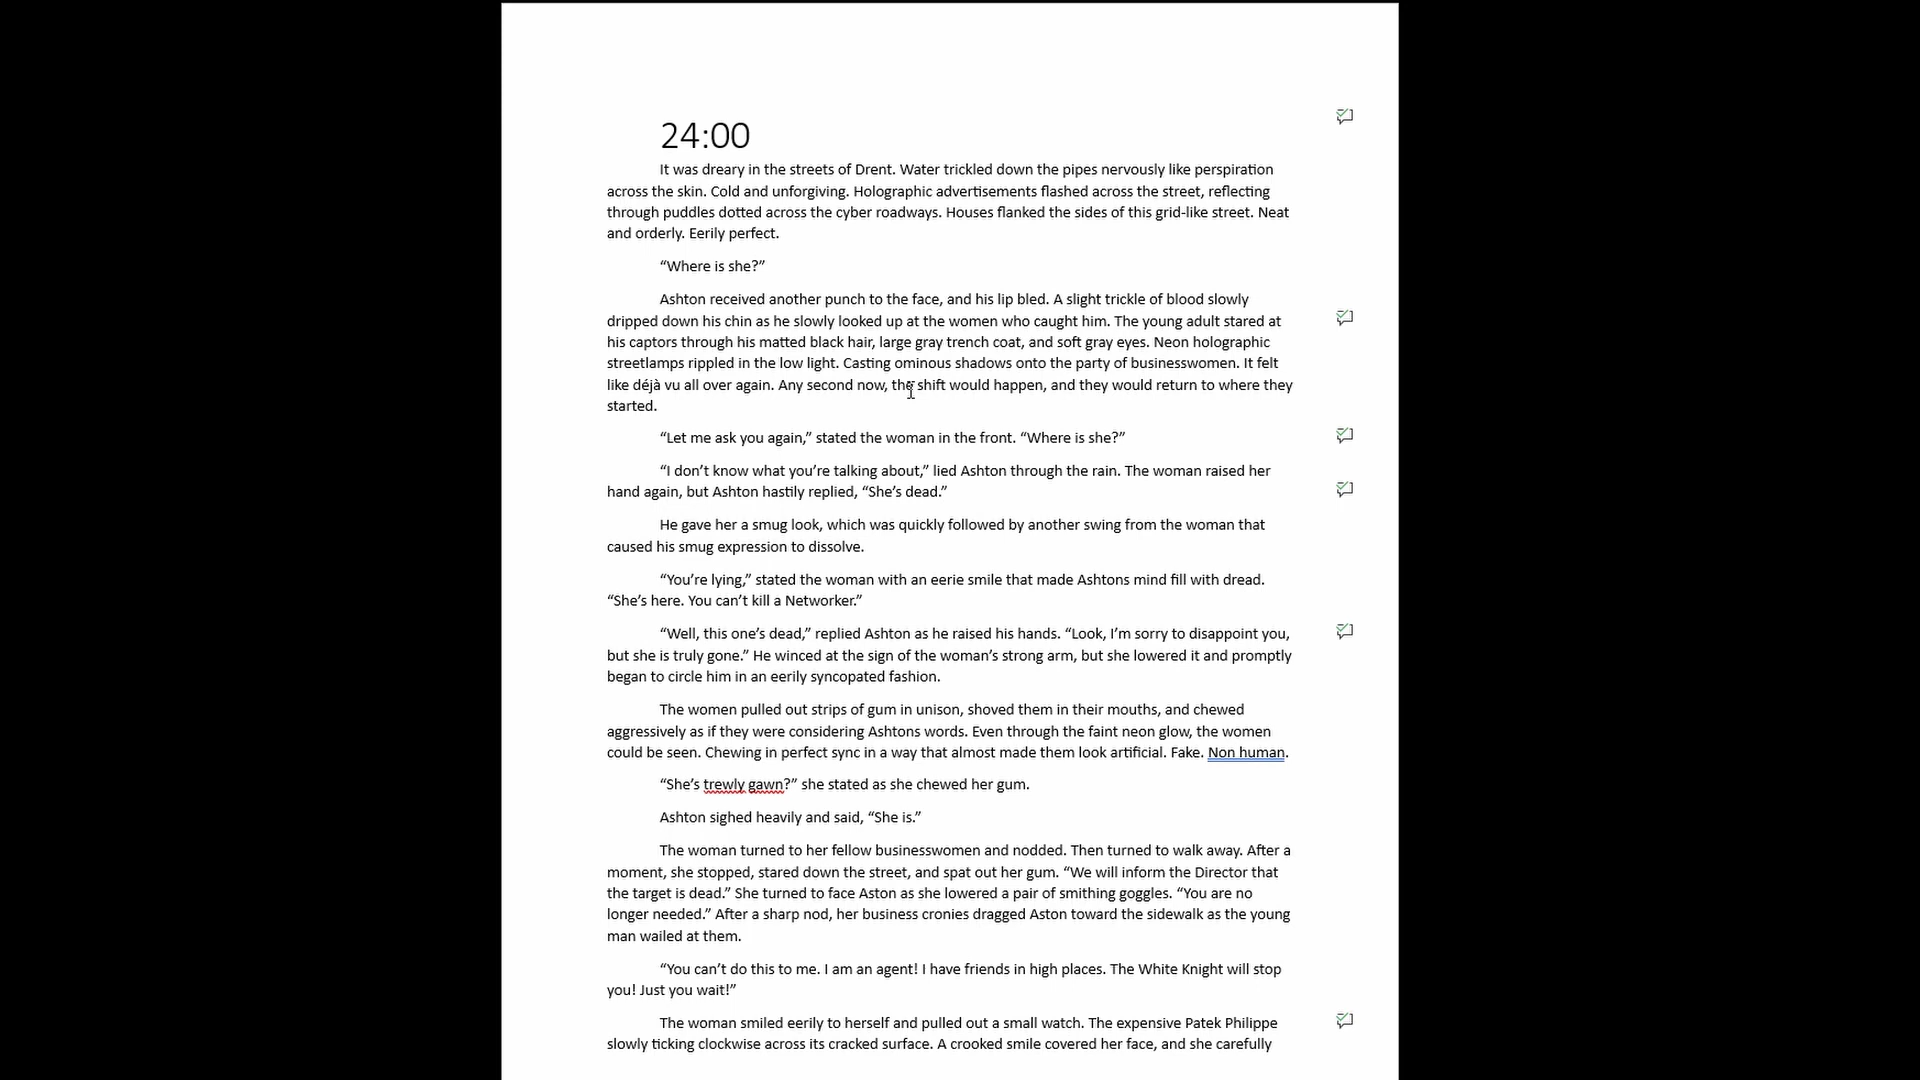 24:00
It was dreary in the streets of Drent. Water trickled down the pipes nervously like perspiration
across the skin. Cold and unforgiving. Holographic advertisements flashed across the street, reflecting
through puddles dotted across the cyber roadways. Houses flanked the sides of this grid-like street. Neat
and orderly. Eerily perfect.
“Where is she?”
Ashton received another punch to the face, and his lip bled. A slight trickle of blood slowly
dripped down his chin as he slowly looked up at the women who caught him. The young adult stared at
his captors through his matted black hair, large gray trench coat, and soft gray eyes. Neon holographic
streetlamps rippled in the low light. Casting ominous shadows onto the party of businesswomen. It felt
like déjà vu all over again. Any second now, the shift would happen, and they would return to where they
started.
“Let me ask you again,” stated the woman in the front. “Where is she?”
“I don’t know what you’re talking about,” lied Ashton through the rain. The woman raised her
hand again, but Ashton hastily replied, “She’s dead.”
He gave her a smug look, which was quickly followed by another swing from the woman that
caused his smug expression to dissolve.
“You’re lying,” stated the woman with an eerie smile that made Ashtons mind fill with dread.
“She’s here. You can’t kill a Networker.”
“Well, this one’s dead,” replied Ashton as he raised his hands. “Look, I’m sorry to disappoint you,
but she is truly gone.” He winced at the sign of the woman’s strong arm, but she lowered it and promptly
began to circle him in an eerily syncopated fashion.
The women pulled out strips of gum in unison, shoved them in their mouths, and chewed
aggressively as if they were considering Ashtons words. Even through the faint neon glow, the women
could be seen. Chewing in perfect sync in a way that almost made them look artificial. Fake. Non human.
“She’s trewly gawn?” she stated as she chewed her gum.
Ashton sighed heavily and said, “She is.”
The woman turned to her fellow businesswomen and nodded. Then turned to walk away. After a
moment, she stopped, stared down the street, and spat out her gum. “We will inform the Director that
the target is dead.” She turned to face Aston as she lowered a pair of smithing goggles. “You are no
longer needed.” After a sharp nod, her business cronies dragged Aston toward the sidewalk as the young
man wailed at them.
“You can’t do this to me. I am an agent! I have friends in high places. The White Knight will stop
you! Just you wait!”
The woman smiled eerily to herself and pulled out a small watch. The expensive Patek Philippe
slowly ticking clockwise across its cracked surface. A crooked smile covered her face, and she carefully